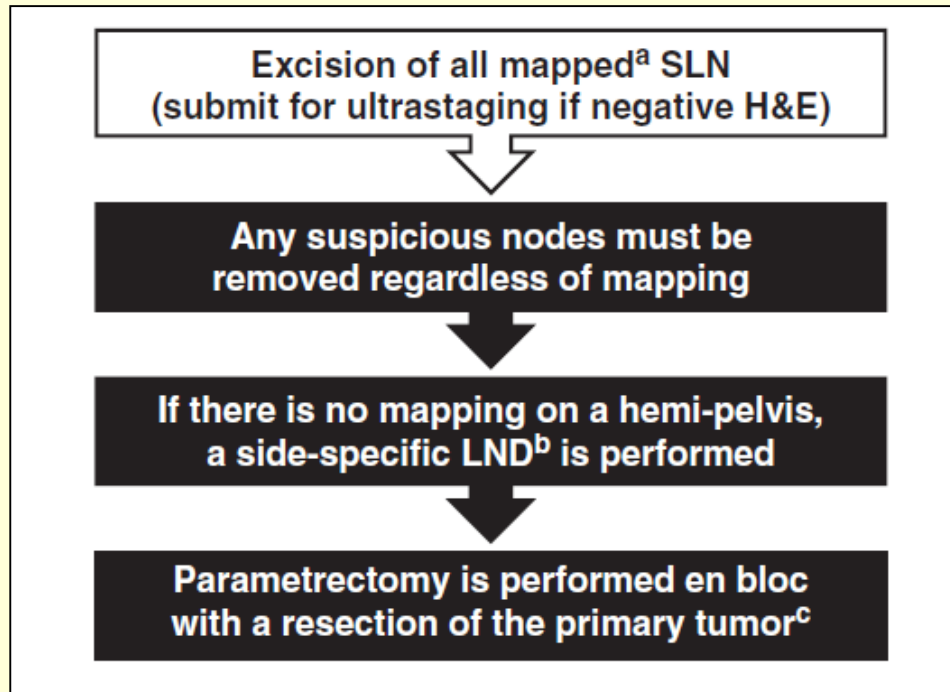 Excision of all mappedᵃ SLN
(submit for ultrastaging if negative H&E)
Any suspicious nodes must be
removed regardless of mapping
If there is no mapping on a hemi-pelvis,
a side-specific LNDᵇ is performed
Parametrectomy is performed en bloc
with a resection of the primary tumorᶜ